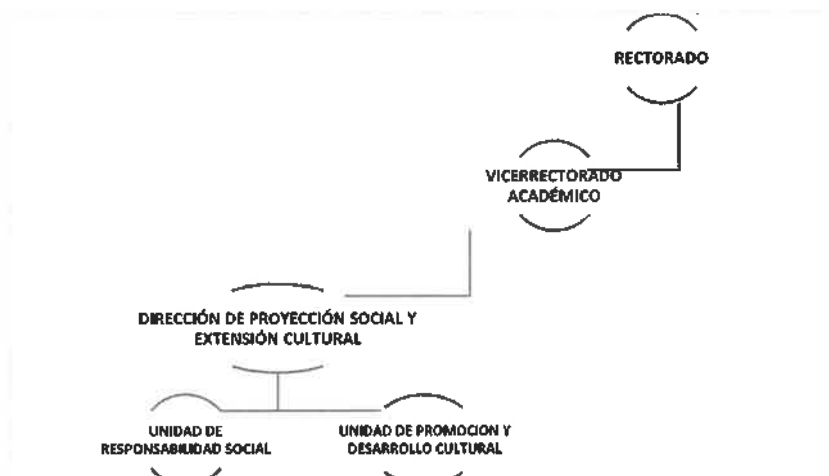 RECTORADO
VICERRECTORADO
ACADÉMICO
DIRECCIÓN DE PROYECCIÓN SOCIAL Y
EXTENSIÓN CULTURAL
UNIDAD DE
RESPONSABILIDAD SOCIAL
UNIDAD DE PROMOCION Y
DESARROLLO CULTURAL